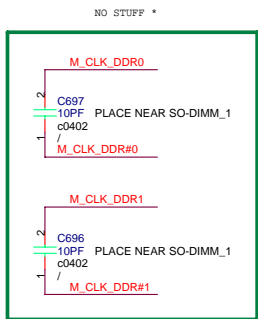 NO STUFF *
M_CLK_DDR0
2
C697
10PF PLACE NEAR SO-DIMM_1
c0402
1 /
M_CLK_DDR#0
M_CLK_DDR1
2
C696
10PF PLACE NEAR SO-DIMM_1
c0402
1 /
M_CLK_DDR#1